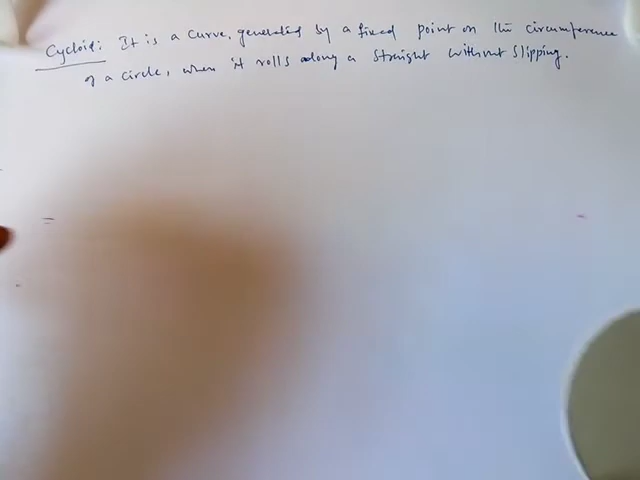 Cycloid: It is a curve, generated by a fixed point on the circumference
of a circle, when it rolls along a straight without slipping.